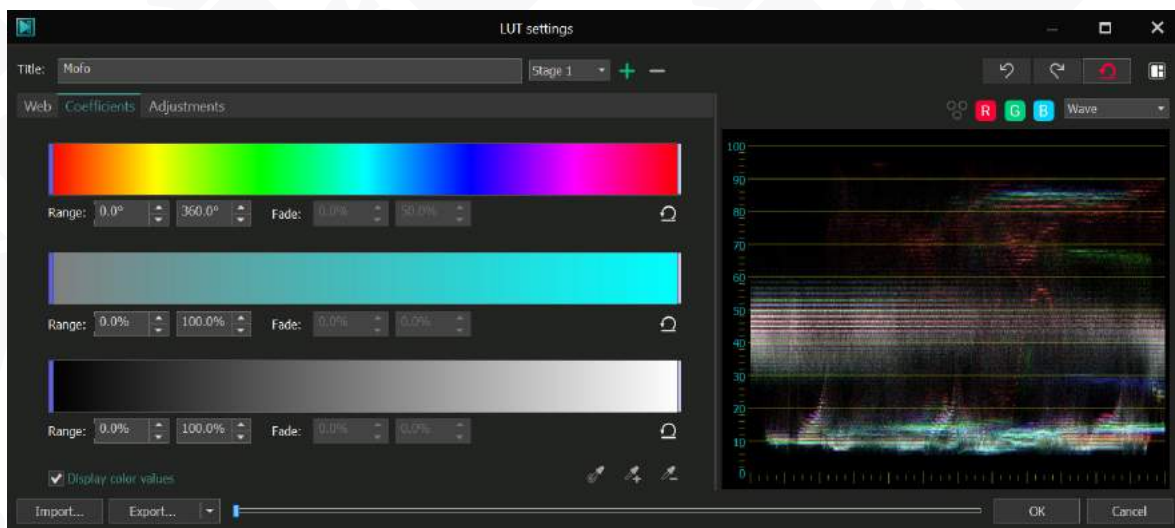 LUT settings
Title: Mofo Stage 1
Web Coefficients Adjustments
R G B Wave
Range: 0.0° 360.0° Fade: 0.0% 50.0%
Range: 0.0% 100.0% Fade: 0.0% 0.0%
Range: 0.0% 100.0% Fade: 0.0% 0.0%
Display color values
100
90
80
70
60
50
40
30
20
10
0
Import... Export... OK Cancel